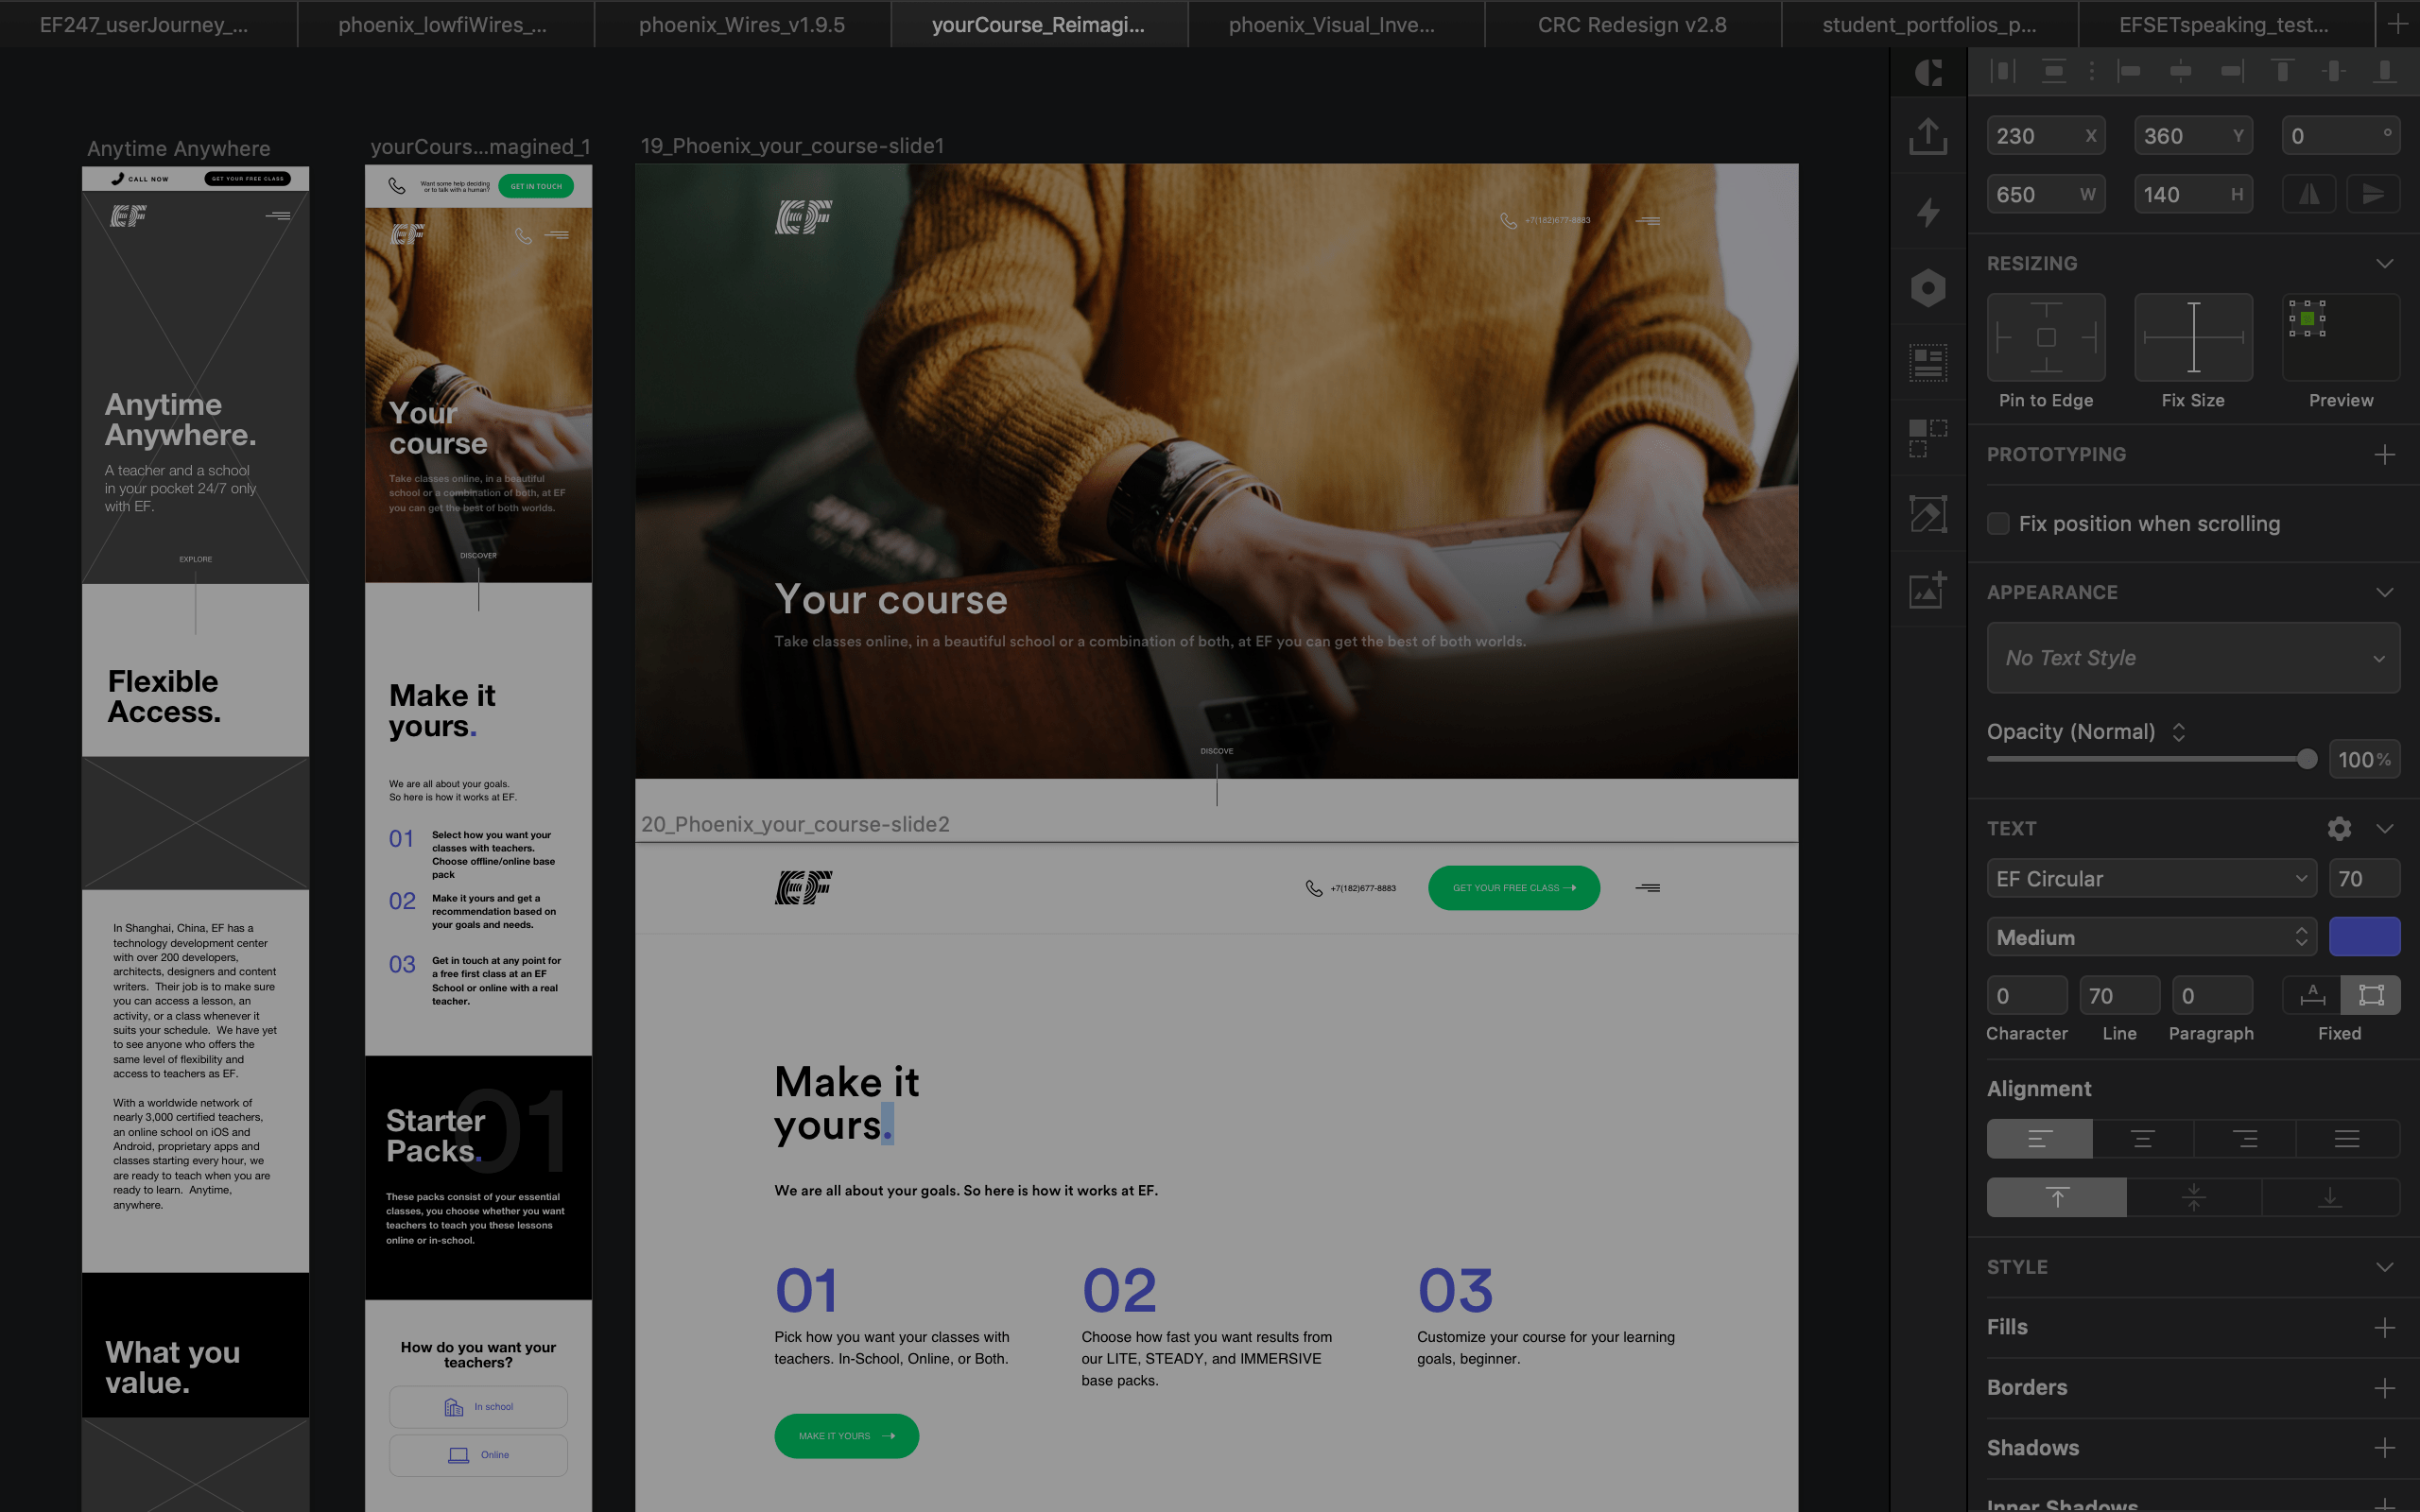 EF247_userJourney_...
phoenix_lowfiWires_...
phoenix_Wires_v1.9.5
yourCourse_Reimagi...
phoenix_Visual_Inve...
CRC Redesign v2.8
student_portfolios_p...
EFSETspeaking_test...
Anytime Anywhere
CALL NOW
GET YOUR FREE CLASS
EF
Anytime
Anywhere.
A teacher and a school
in your pocket 24/7 only
with EF.
EXPLORE
Flexible
Access.
In Shanghai, China, EF has a
technology development center
with over 200 developers,
architects, designers and content
writers. Their job is to make sure
you can access a lesson, an
activity, or a class whenever it
suits your schedule. We have yet
to see anyone who offers the
same level of flexibility and
access to teachers as EF.
With a worldwide network of
nearly 3,000 certified teachers,
an online school on iOS and
Android, proprietary apps and
classes starting every hour, we
are ready to teach when you are
ready to learn. Anytime,
anywhere.
What you
value.
yourCours...magined_1
Want some help deciding
or to talk with a human?
GET IN TOUCH
EF
Your
course
Take classes online, in a beautiful
school or a combination of both, at EF
you can get the best of both worlds.
DISCOVER
Make it
yours.
We are all about your goals.
So here is how it works at EF.
01
Select how you want your
classes with teachers.
Choose offline/online base
pack
02
Make it yours and get a
recommendation based on
your goals and needs.
03
Get in touch at any point for
a free first class at an EF
School or online with a real
teacher.
01
Starter
Packs.
These packs consist of your essential
classes, you choose whether you want
teachers to teach you these lessons
online or in-school.
How do you want your
teachers?
In school
Online
19_Phoenix_your_course-slide1
EF
+7(182)677-8883
Your course
Take classes online, in a beautiful school or a combination of both, at EF you can get the best of both worlds.
DISCOVE
20_Phoenix_your_course-slide2
EF
+7(182)677-8883
GET YOUR FREE CLASS
Make it
yours.
We are all about your goals. So here is how it works at EF.
01
Pick how you want your classes with
teachers. In-School, Online, or Both.
02
Choose how fast you want results from
our LITE, STEADY, and IMMERSIVE
base packs.
03
Customize your course for your learning
goals, beginner.
MAKE IT YOURS
230 X
360 Y
0 °
650 W
140 H
RESIZING
Pin to Edge
Fix Size
Preview
PROTOTYPING
Fix position when scrolling
APPEARANCE
No Text Style
Opacity (Normal)
100%
TEXT
EF Circular
70
Medium
0
70
0
A
Character
Line
Paragraph
Fixed
Alignment
STYLE
Fills
Borders
Shadows
Inner Shadows